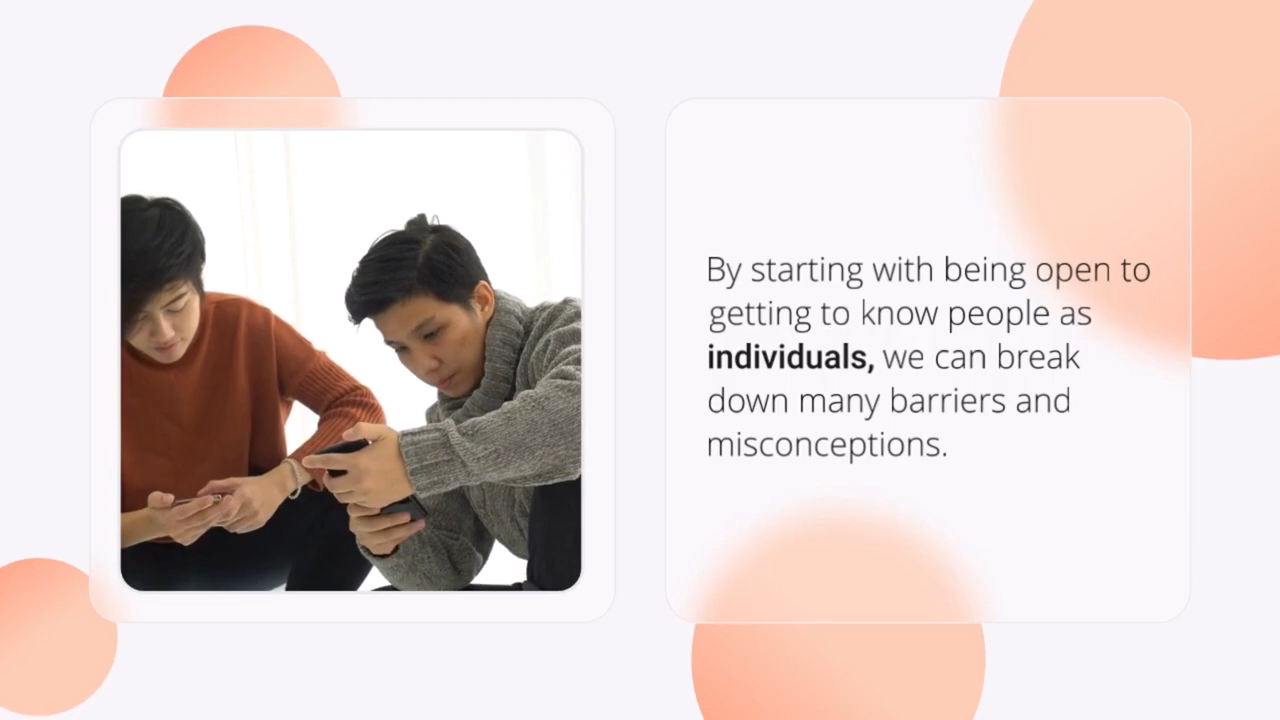 By starting with being open to
getting to know people as
individuals, we can break
down many barriers and
misconceptions.